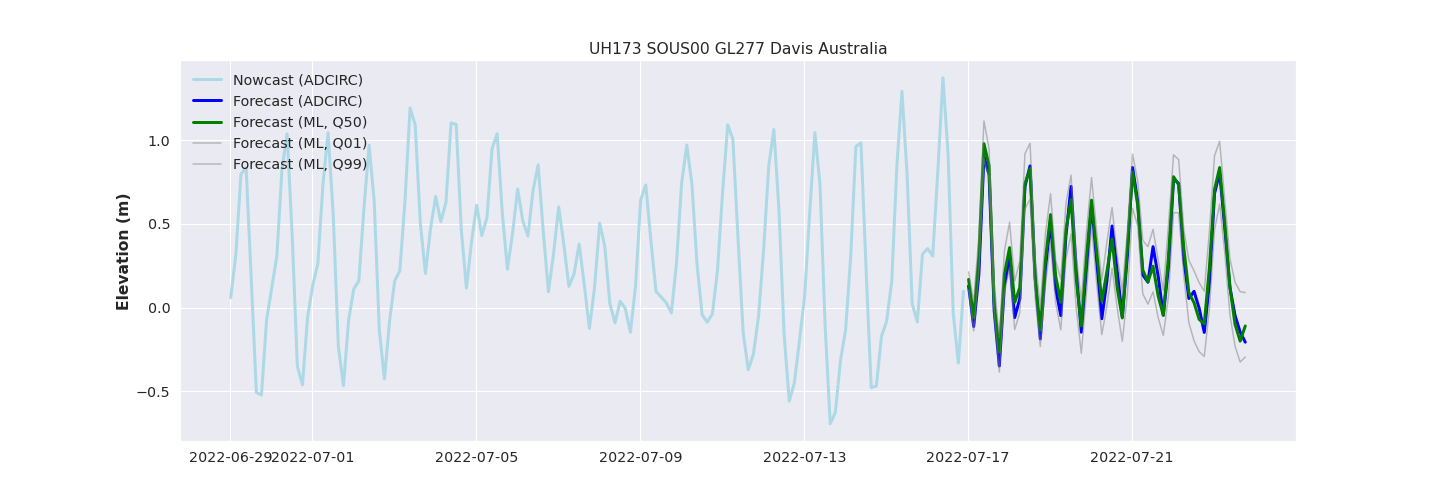 UH173 SOUS00 GL277 Davis Australia
Nowcast (ADCIRC)
Forecast (ADCIRC)
Forecast (ML, Q50)
Forecast (ML, Q01)
Forecast (ML, Q99)
Elevation (m)
1.0
0.5
0.0
−0.5
2022-06-29 2022-07-01 2022-07-05 2022-07-09 2022-07-13 2022-07-17 2022-07-21